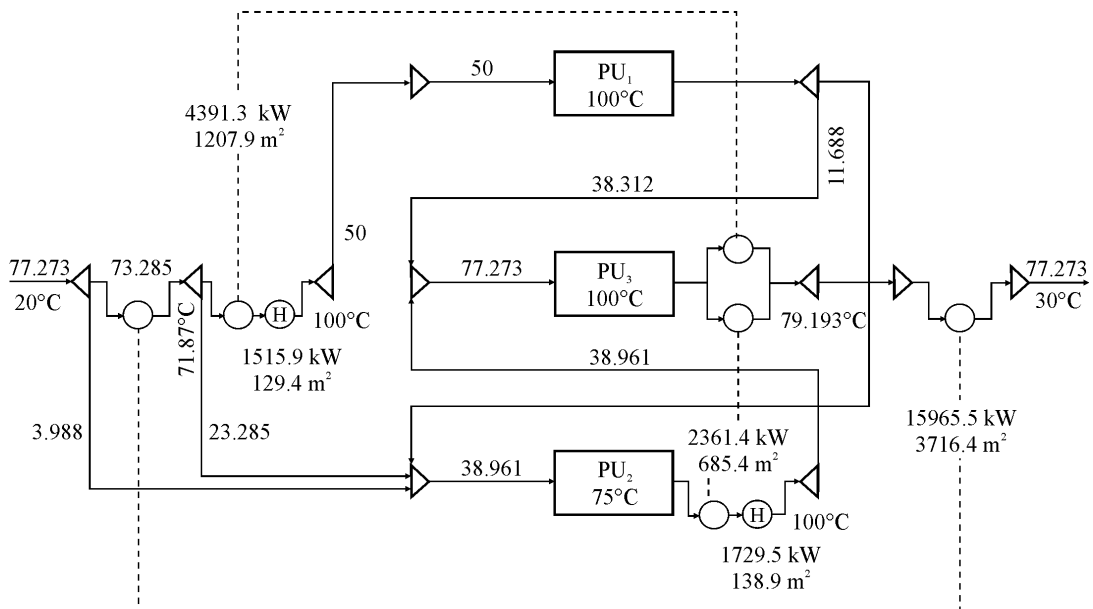 4391.3 kW
1207.9 m²
50
PU₁
100°C
11.688
38.312
50
77.273
20°C
73.285
71.87°C
H
100°C
1515.9 kW
129.4 m²
77.273
PU₃
100°C
79.193°C
77.273
30°C
38.961
3.988
23.285
38.961
PU₂
75°C
2361.4 kW
685.4 m²
H
100°C
1729.5 kW
138.9 m²
15965.5 kW
3716.4 m²